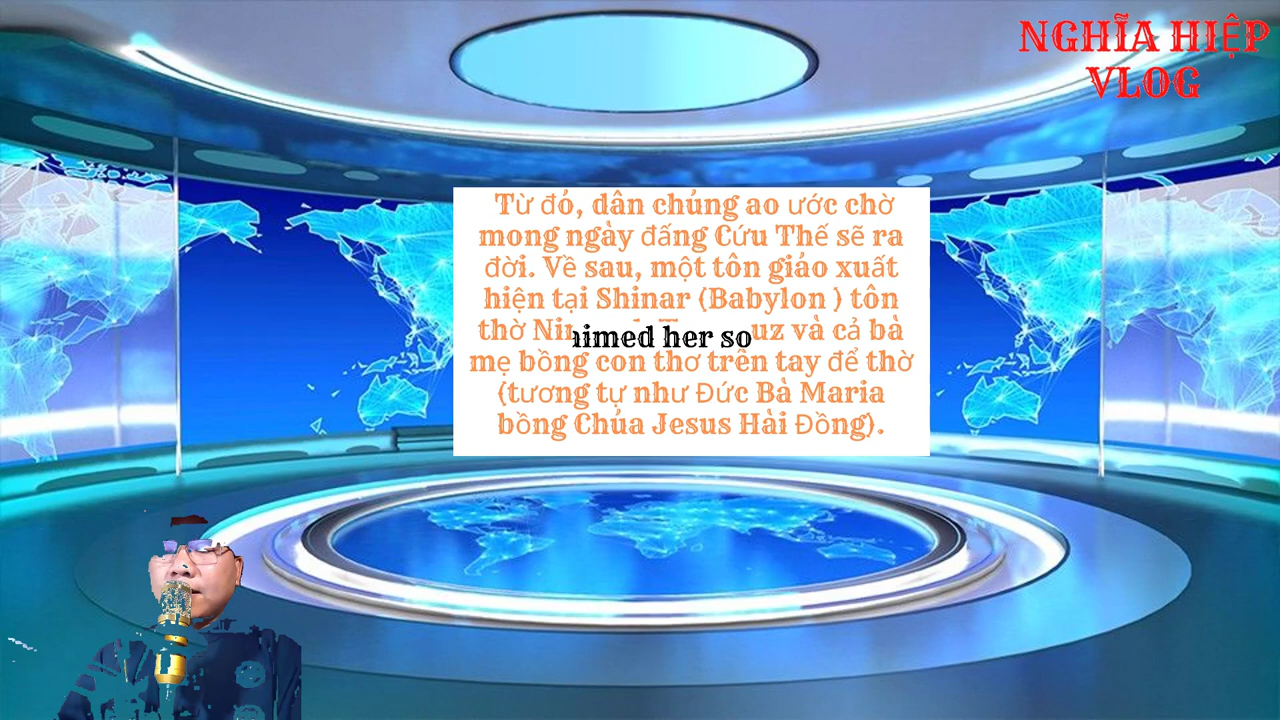 NGHĨA HIỆP
VLOG
Từ đó, dân chúng ao ước chờ
mong ngày đấng Cứu Thế sẽ ra
đời. Về sau, một tôn giáo xuất
hiện tại Shinar (Babylon ) tôn
thờ và cả bà
her so
mẹ bồng con thơ trên tay để thờ
(tương tự như Đức Bà Maria
bồng Chúa Jesus Hài Đồng).